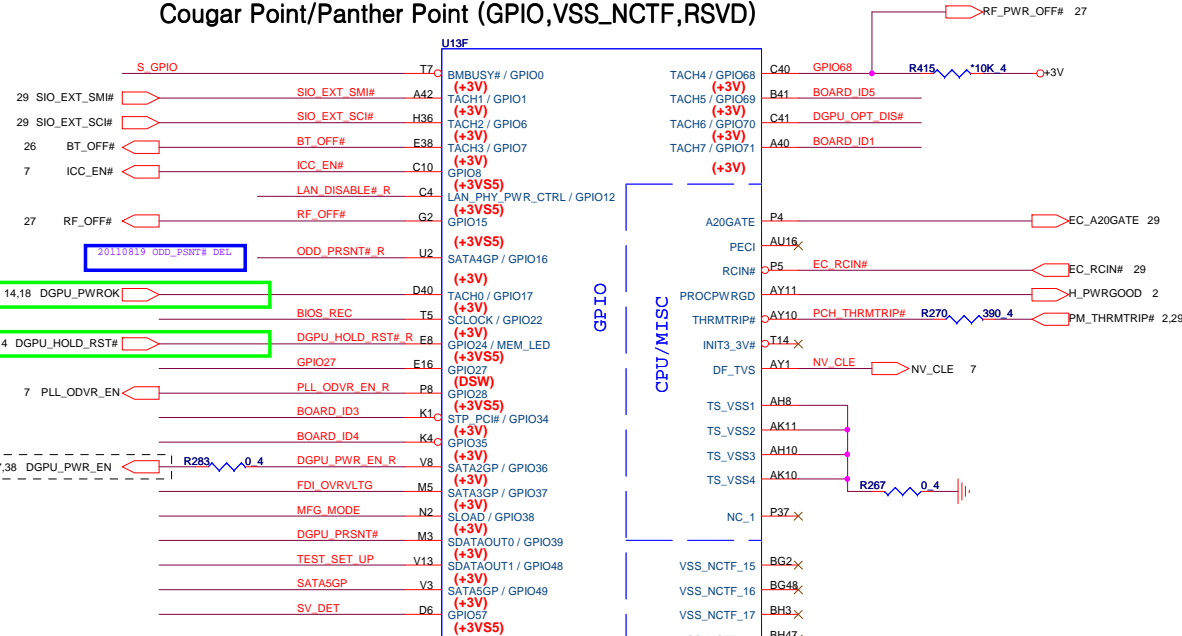 Cougar Point/Panther Point (GPIO,VSS_NCTF,RSVD)
RF_PWR_OFF# 27
U13F
S_GPIO T7 BMBUSY# / GPIO0 TACH4 / GPIO68 C40 GPIO68 R415 *10K_4 +3V
(+3V) (+3V)
29 SIO_EXT_SMI# SIO_EXT_SMI# A42 TACH1 / GPIO1 TACH5 / GPIO69 B41 BOARD_ID5
(+3V) (+3V)
29 SIO_EXT_SCI# SIO_EXT_SCI# H36 TACH2 / GPIO6 TACH6 / GPIO70 C41 DGPU_OPT_DIS#
(+3V) (+3V)
26 BT_OFF# BT_OFF# E38 TACH3 / GPIO7 TACH7 / GPIO71 A40 BOARD_ID1
(+3V) (+3V)
7 ICC_EN# ICC_EN# C10 GPIO8
(+3VS5)
LAN_DISABLE#_R C4 LAN_PHY_PWR_CTRL / GPIO12
(+3VS5)
27 RF_OFF# RF_OFF# G2 GPIO15 A20GATE P4 EC_A20GATE 29
(+3VS5) PECI AU16
20110819 ODD_PSNT# DEL ODD_PRSNT#_R U2 SATA4GP / GPIO16
(+3V) RCIN# P5 EC_RCIN# EC_RCIN# 29
14,18 DGPU_PWROK D40 TACH0 / GPIO17 PROCPWRGD AY11 H_PWRGOOD 2
(+3V)
BIOS_REC T5 SCLOCK / GPIO22 THRMTRIP# AY10 PCH_THRMTRIP# R270 390_4 PM_THRMTRIP# 2,29
(+3V)
4 DGPU_HOLD_RST# DGPU_HOLD_RST#_R E8 GPIO24 / MEM_LED INIT3_3V# T14
(+3VS5)
GPIO27 E16 GPIO27 DF_TVS AY1 NV_CLE NV_CLE 7
(DSW)
7 PLL_ODVR_EN PLL_ODVR_EN_R P8 GPIO28
(+3VS5) TS_VSS1 AH8
BOARD_ID3 K1 STP_PCI# / GPIO34
(+3V) TS_VSS2 AK11
BOARD_ID4 K4 GPIO35
(+3V) TS_VSS3 AH10
7,38 DGPU_PWR_EN R283 0_4 DGPU_PWR_EN_R V8 SATA2GP / GPIO36
(+3V) TS_VSS4 AK10
FDI_OVRVLTG M5 SATA3GP / GPIO37 R267 0_4
(+3V)
MFG_MODE N2 SLOAD / GPIO38 NC_1 P37
(+3V)
DGPU_PRSNT# M3 SDATAOUT0 / GPIO39
(+3V)
TEST_SET_UP V13 SDATAOUT1 / GPIO48 VSS_NCTF_15 BG2
(+3V)
SATA5GP V3 SATA5GP / GPIO49 VSS_NCTF_16 BG48
(+3V)
SV_DET D6 GPIO57 VSS_NCTF_17 BH3
(+3VS5)
BH47
GPIO
CPU/MISC